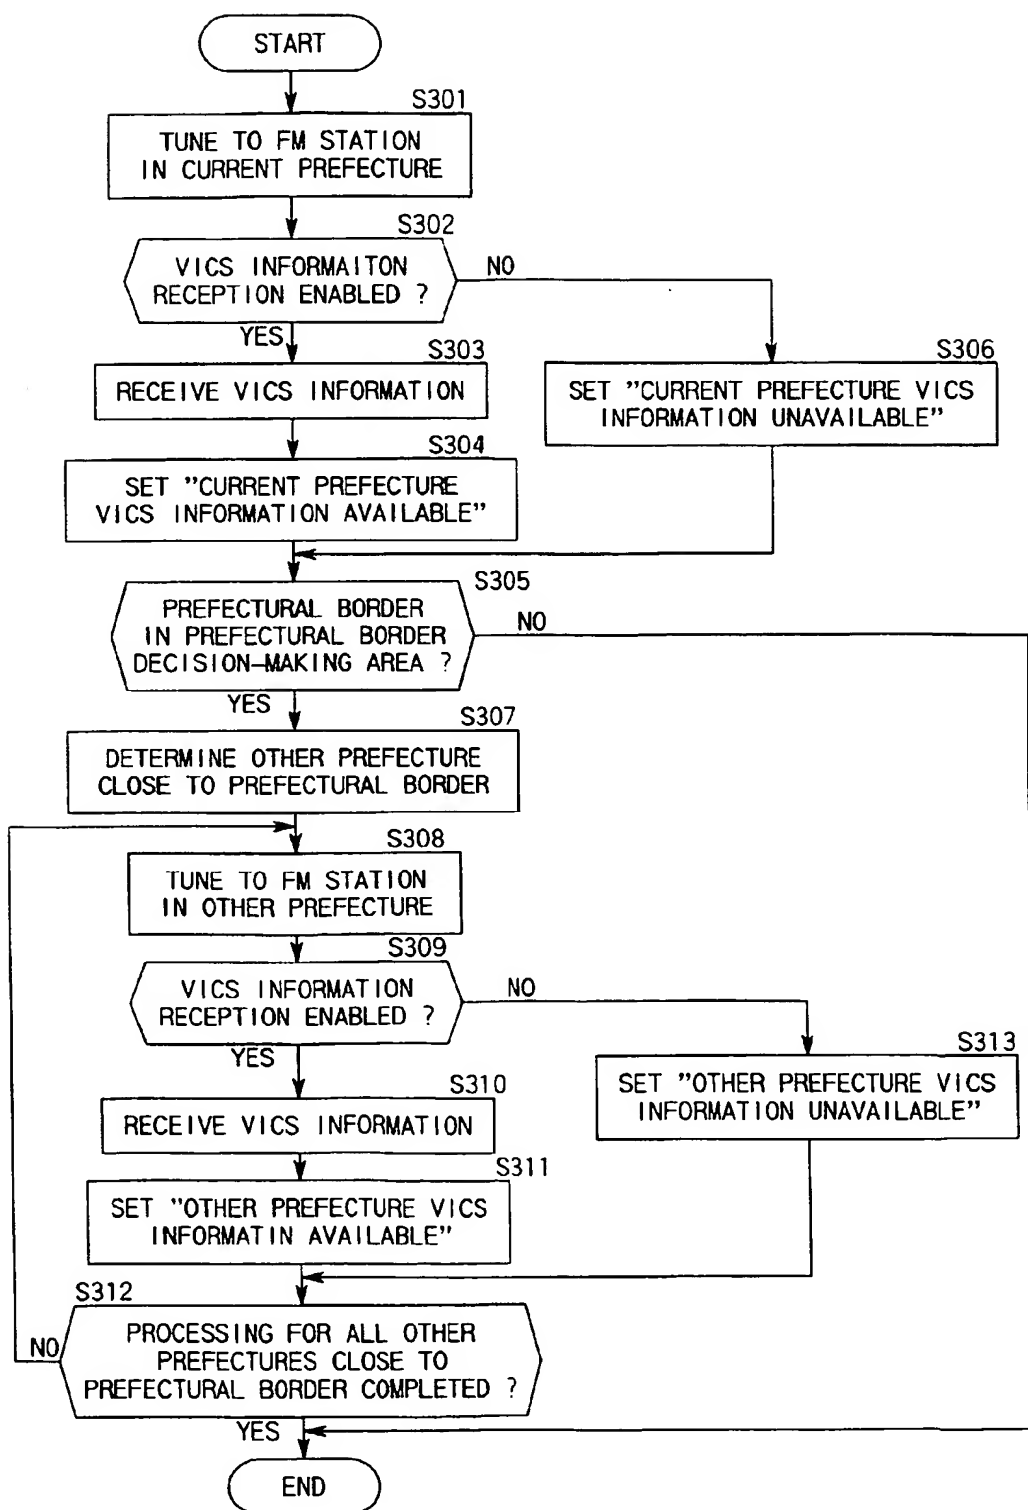 START
S301
TUNE TO FM STATION
IN CURRENT PREFECTURE
S302
VICS INFORMAITON
RECEPTION ENABLED ?
NO
YES
S303
RECEIVE VICS INFORMATION
S306
SET "CURRENT PREFECTURE VICS
INFORMATION UNAVAILABLE"
S304
SET "CURRENT PREFECTURE
VICS INFORMATION AVAILABLE"
S305
PREFECTURAL BORDER
IN PREFECTURAL BORDER
DECISION-MAKING AREA ?
NO
YES
S307
DETERMINE OTHER PREFECTURE
CLOSE TO PREFECTURAL BORDER
S308
TUNE TO FM STATION
IN OTHER PREFECTURE
S309
VICS INFORMATION
RECEPTION ENABLED ?
NO
YES
S310
RECEIVE VICS INFORMATION
S313
SET "OTHER PREFECTURE VICS
INFORMATION UNAVAILABLE"
S311
SET "OTHER PREFECTURE VICS
INFORMATIN AVAILABLE"
S312
PROCESSING FOR ALL OTHER
PREFECTURES CLOSE TO
PREFECTURAL BORDER COMPLETED ?
NO
YES
END